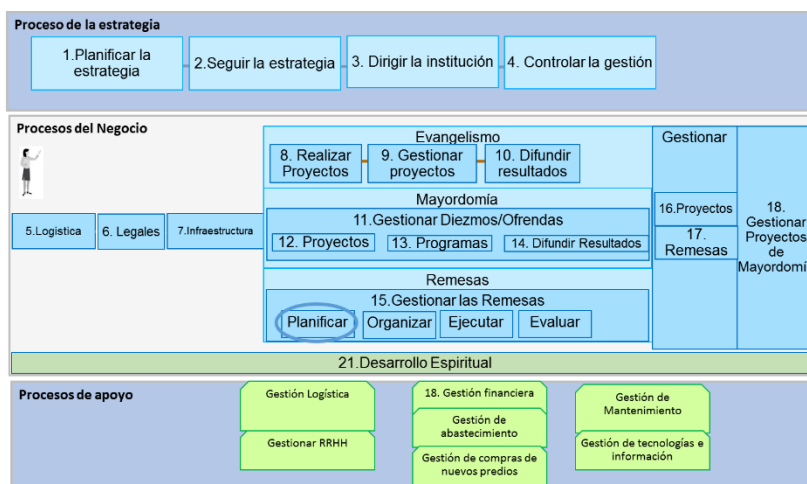 Proceso de la estrategia
1.Planificar la
estrategia
2.Seguir la estrategia
3. Dirigir la institución
4. Controlar la gestión
Procesos del Negocio
5.Logistica
6. Legales
7.Infraestructura
Evangelismo
8. Realizar
Proyectos
9. Gestionar
proyectos
10. Difundir
resultados
Mayordomía
11.Gestionar Diezmos/Ofrendas
12. Proyectos
13. Programas
14. Difundir Resultados
Remesas
15.Gestionar las Remesas
Planificar
Organizar
Ejecutar
Evaluar
Gestionar
16.Proyectos
17.
Remesas
18.
Gestionar
Proyectos
de
Mayordomí
21.Desarrollo Espiritual
Procesos de apoyo
Gestión Logística
Gestionar RRHH
18. Gestión financiera
Gestión de
abastecimiento
Gestión de compras de
nuevos predios
Gestión de
Mantenimiento
Gestión de tecnologías e
información